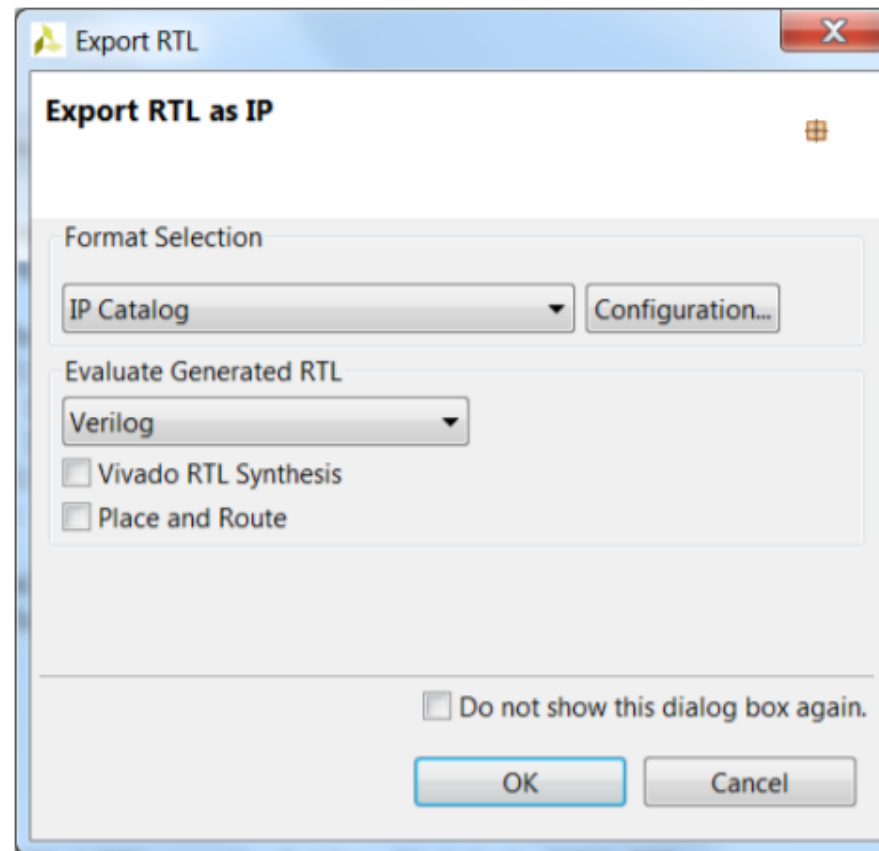 Export RTL
Export RTL as IP
Format Selection
IP Catalog
Configuration...
Evaluate Generated RTL
Verilog
Vivado RTL Synthesis
Place and Route
Do not show this dialog box again.
OK
Cancel